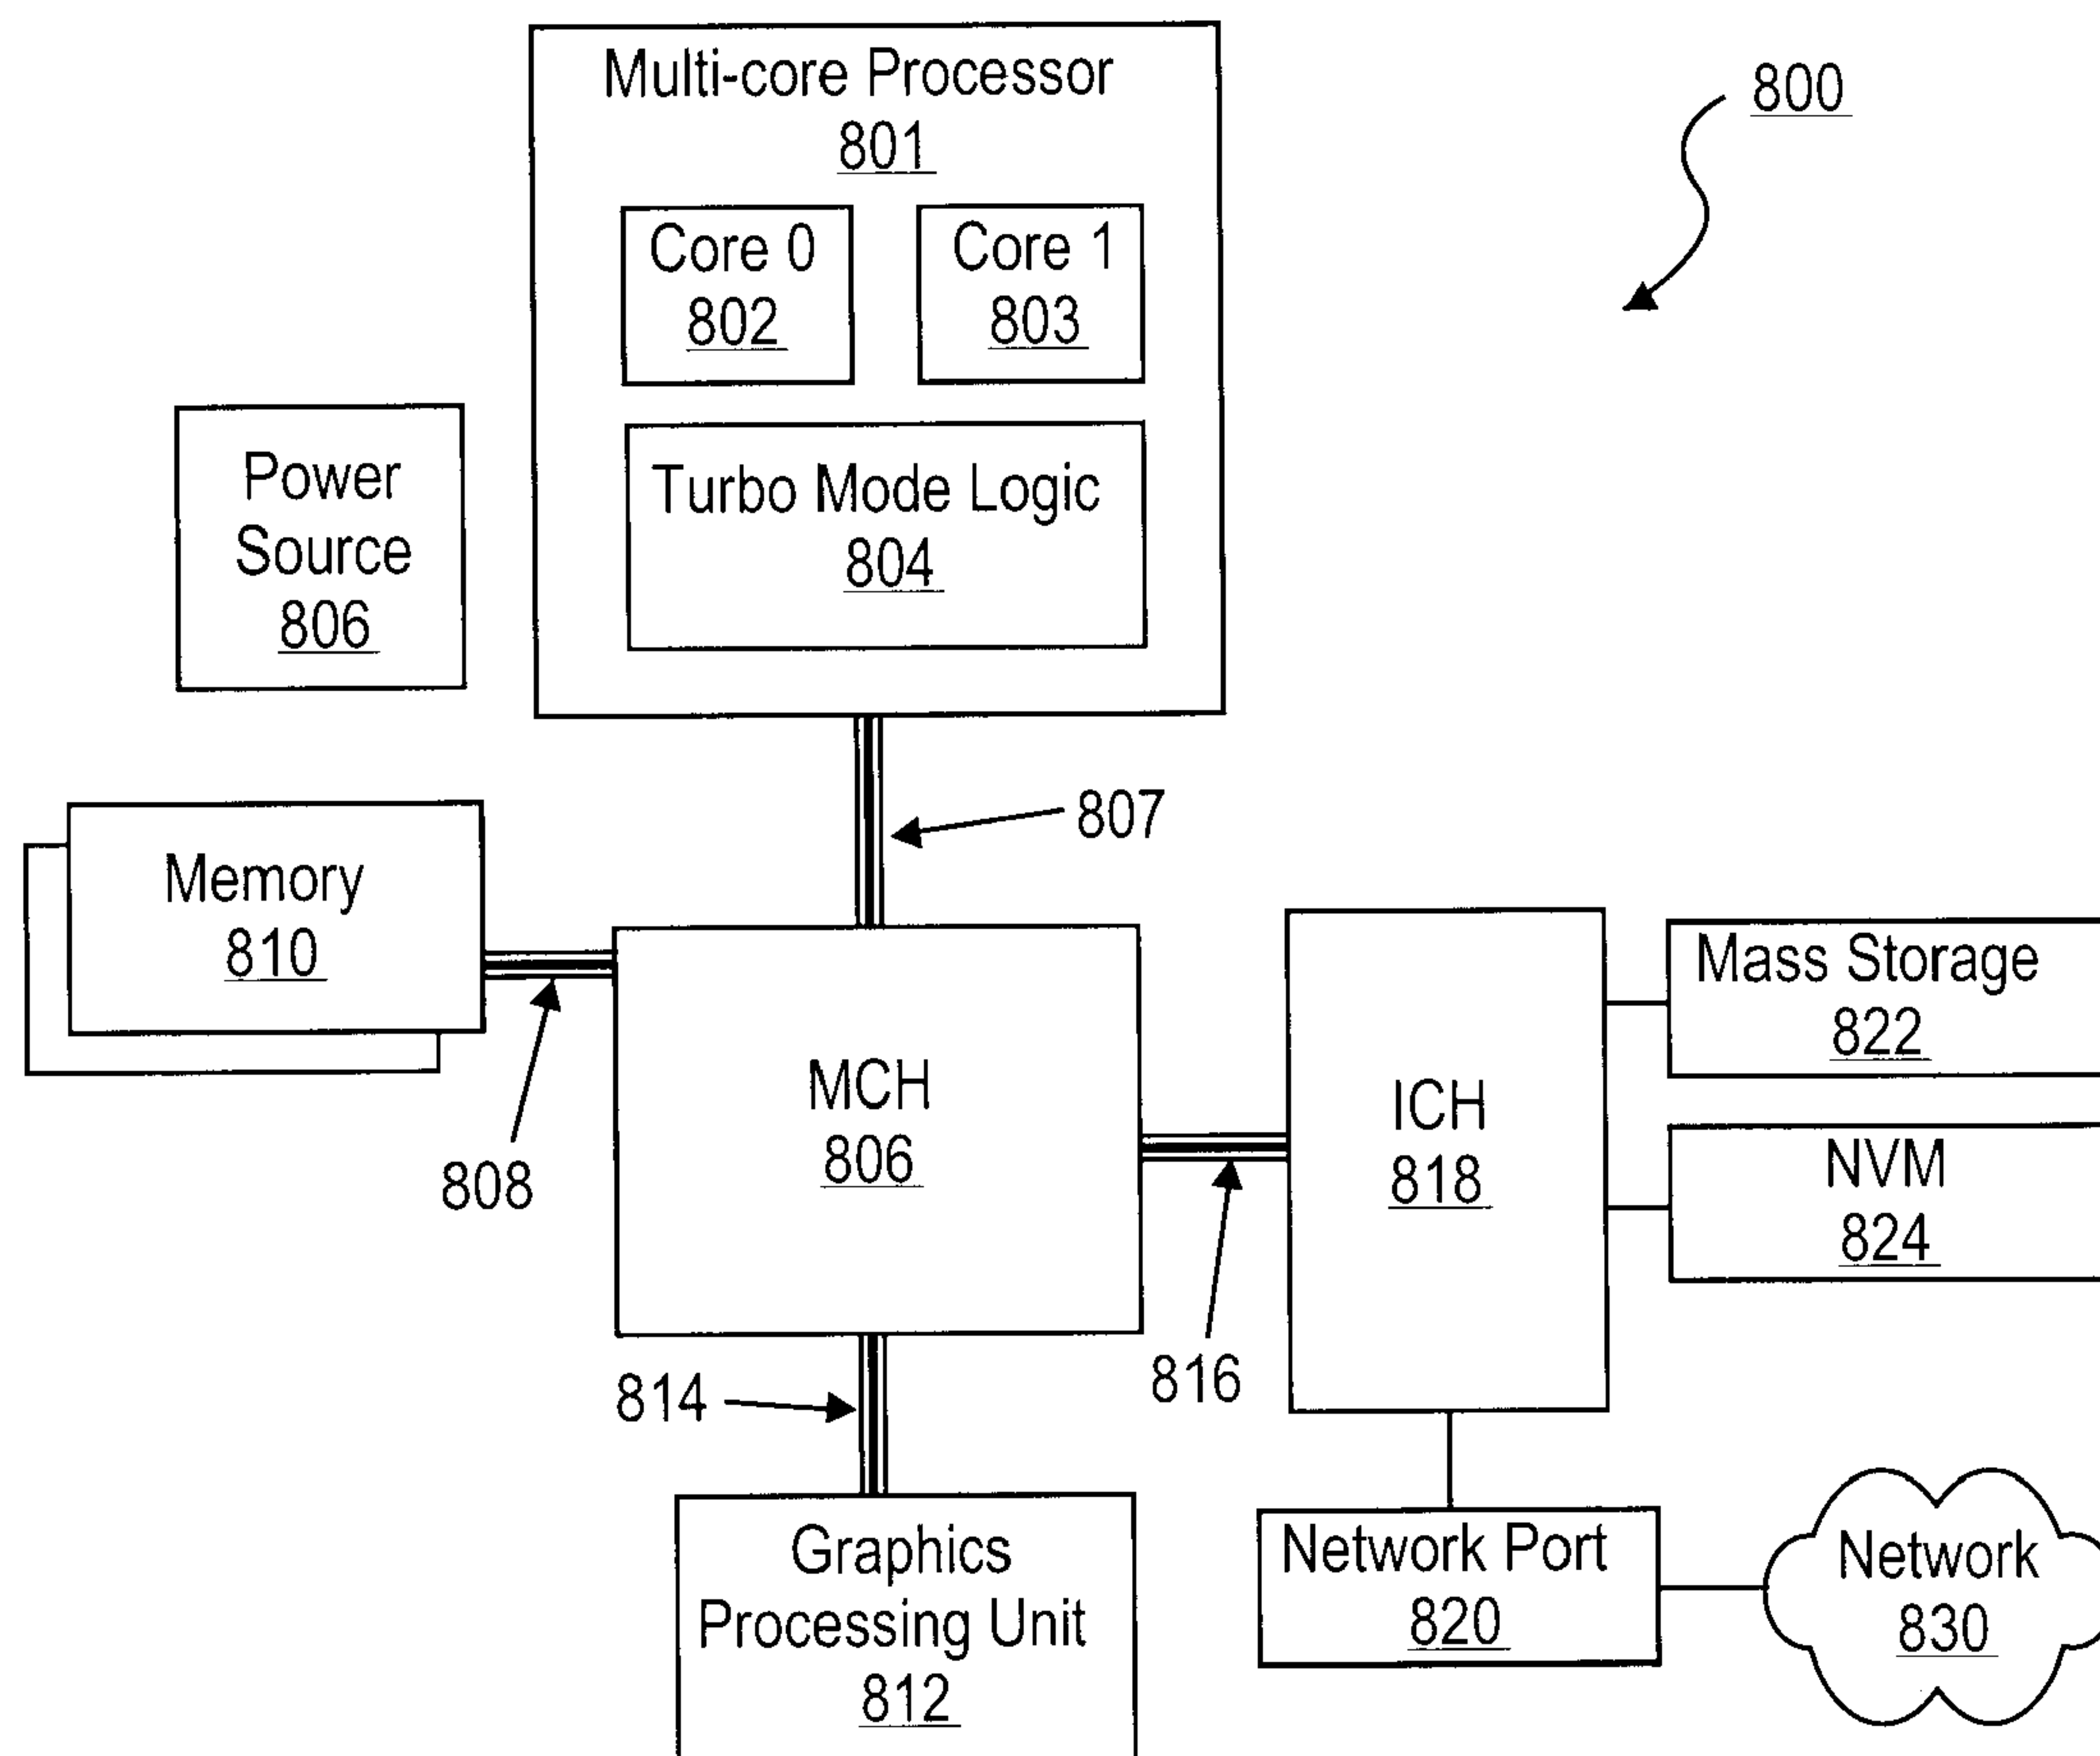 Multi-core Processor
801
800
Core 0
802
Core 1
803
Turbo Mode Logic
804
Power
Source
806
807
Memory
810
808
MCH
806
ICH
818
Mass Storage
822
NVM
824
816
814
Graphics
Processing Unit
812
Network Port
820
Network
830